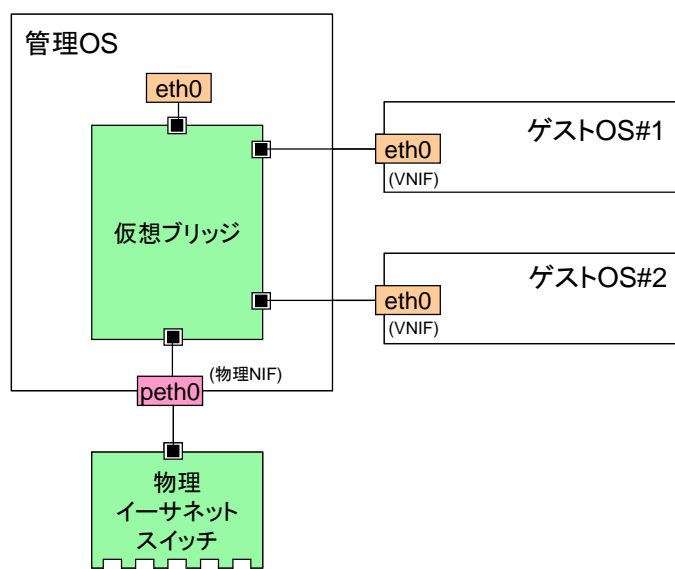 管理OS
eth0
ゲストOS#1
eth0
(VNIF)
仮想ブリッジ
ゲストOS#2
eth0
(VNIF)
(物理NIF)
peth0
物理
イーサネット
スイッチ